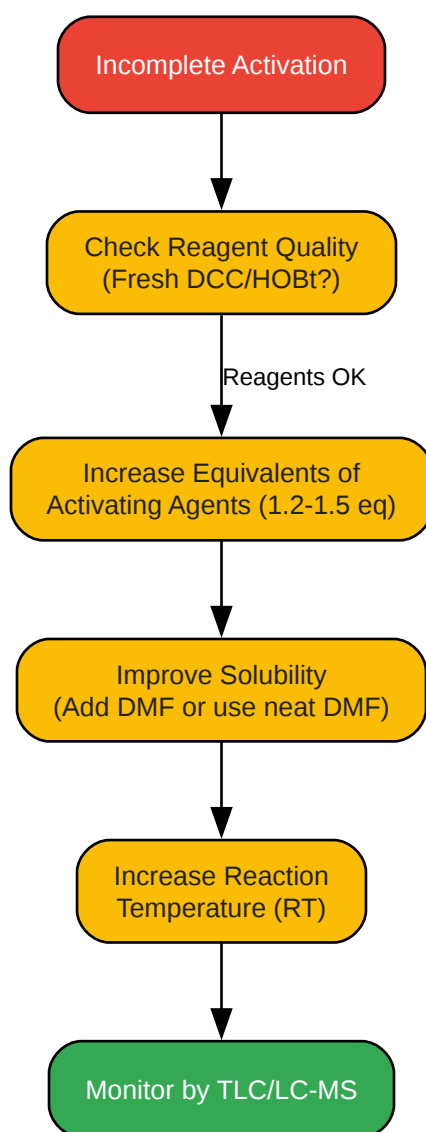 Incomplete Activation
Check Reagent Quality
(Fresh DCC/HOBt?)
Reagents OK
Increase Equivalents of
Activating Agents (1.2-1.5 eq)
Improve Solubility
(Add DMF or use neat DMF)
Increase Reaction
Temperature (RT)
Monitor by TLC/LC-MS